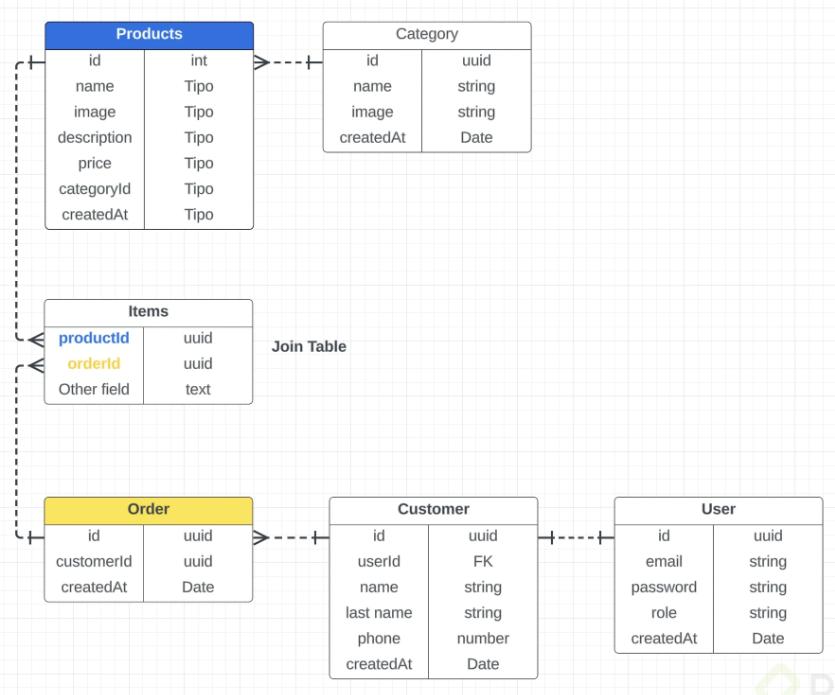 Products
id int
name Tipo
image Tipo
description Tipo
price Tipo
categoryId Tipo
createdAt Tipo
Category
id uuid
name string
image string
createdAt Date
Items
productId uuid
orderId uuid
Other field text
Join Table
Order
id uuid
customerId uuid
createdAt Date
Customer
id uuid
userId FK
name string
last name string
phone number
createdAt Date
User
id uuid
email string
password string
role string
createdAt Date